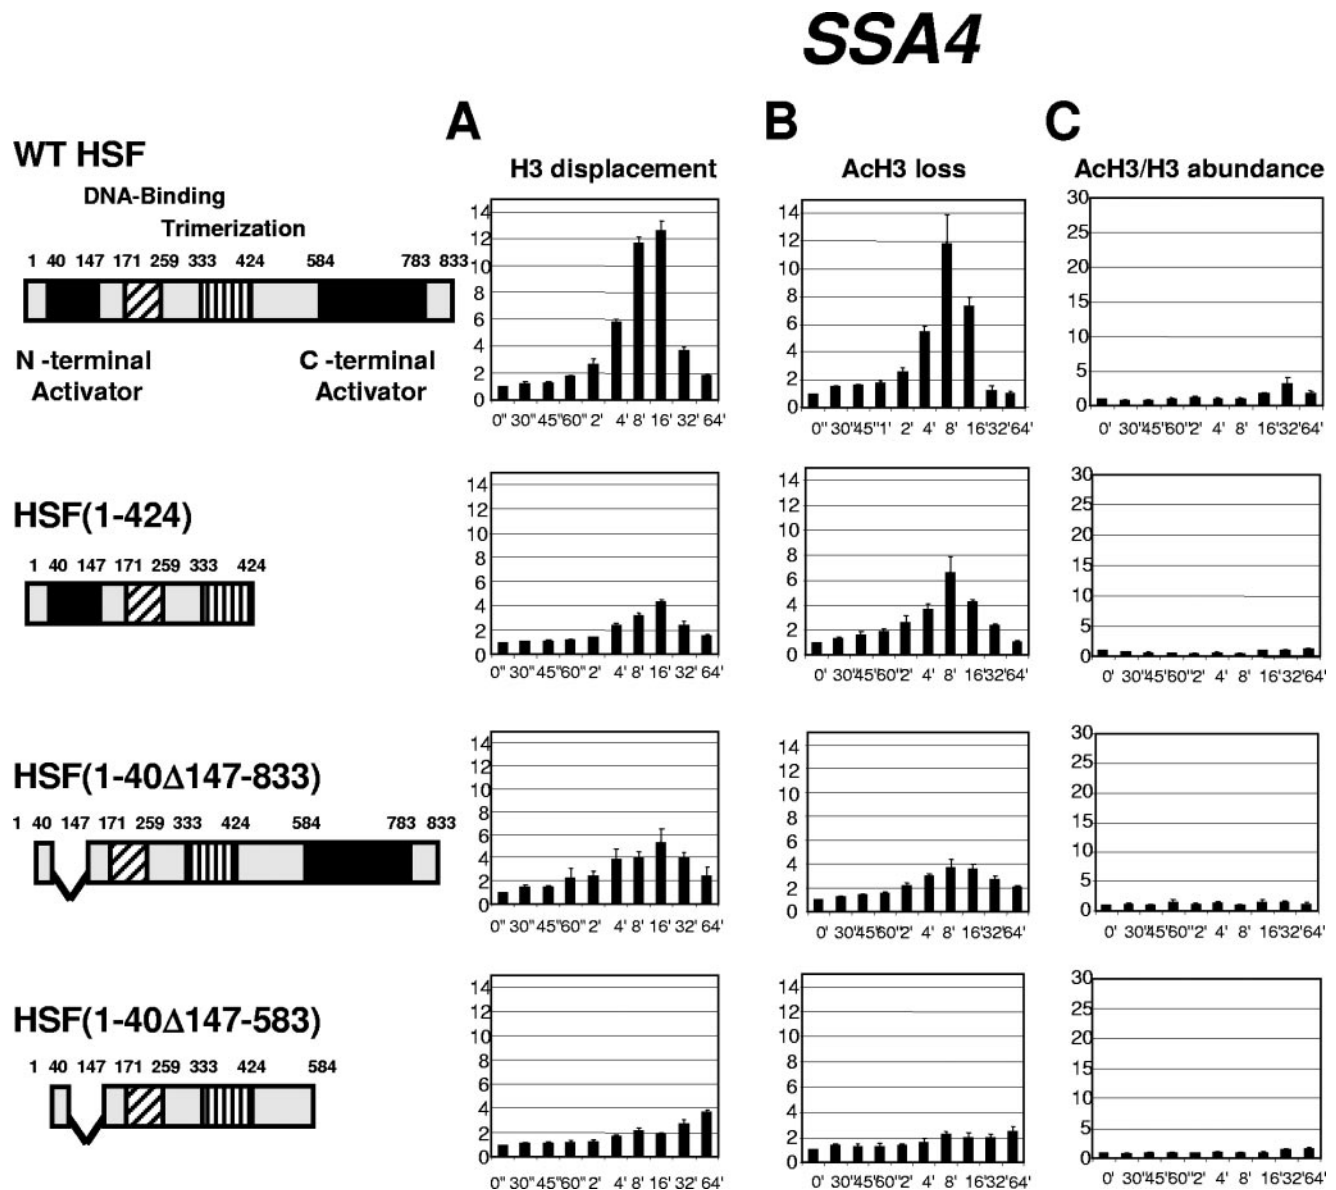 SSA4
A
B
C
WT HSF
H3 displacement
AcH3 loss
AcH3/H3 abundance
DNA-Binding
Trimerization
1 40 147 171 259 333 424 584 783 833
N -terminal
Activator
C -terminal
Activator
14
12
10
8
6
4
2
0
0" 30" 45" 60" 2' 4' 8' 16' 32' 64'
14
12
10
8
6
4
2
0
0" 30" 45" 1' 2' 4' 8' 16' 32' 64'
30
25
20
15
10
5
0
0' 30" 45" 60" 2' 4' 8' 16' 32' 64'
HSF(1-424)
1 40 147 171 259 333 424
14
12
10
8
6
4
2
0
0" 30" 45" 60" 2' 4' 8' 16' 32' 64'
14
12
10
8
6
4
2
0
0' 30" 45" 60" 2' 4' 8' 16' 32' 64'
30
25
20
15
10
5
0
0' 30" 45" 60" 2' 4' 8' 16' 32' 64'
HSF(1-40Δ147-833)
1 40 147 171 259 333 424 584 783 833
14
12
10
8
6
4
2
0
0" 30" 45" 60" 2' 4' 8' 16' 32' 64'
14
12
10
8
6
4
2
0
0' 30" 45" 60" 2' 4' 8' 16' 32' 64'
30
25
20
15
10
5
0
0' 30" 45" 60" 2' 4' 8' 16' 32' 64'
HSF(1-40Δ147-583)
1 40 147 171 259 333 424 584
14
12
10
8
6
4
2
0
0" 30" 45" 60" 2' 4' 8' 16' 32' 64'
14
12
10
8
6
4
2
0
0' 30" 45" 60" 2' 4' 8' 16' 32' 64'
30
25
20
15
10
5
0
0' 30" 45" 60" 2' 4' 8' 16' 32' 64'